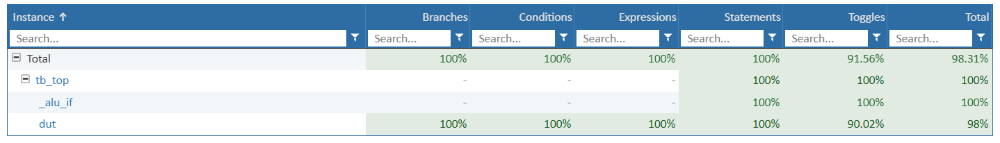 Instance ↑ Branches Conditions Expressions Statements Toggles Total
Search... Search... Search... Search... Search... Search... Search...
Total 100% 100% 100% 100% 91.56% 98.31%
tb_top - - - 100% 100% 100%
_alu_if - - - 100% 100% 100%
dut 100% 100% 100% 100% 90.02% 98%